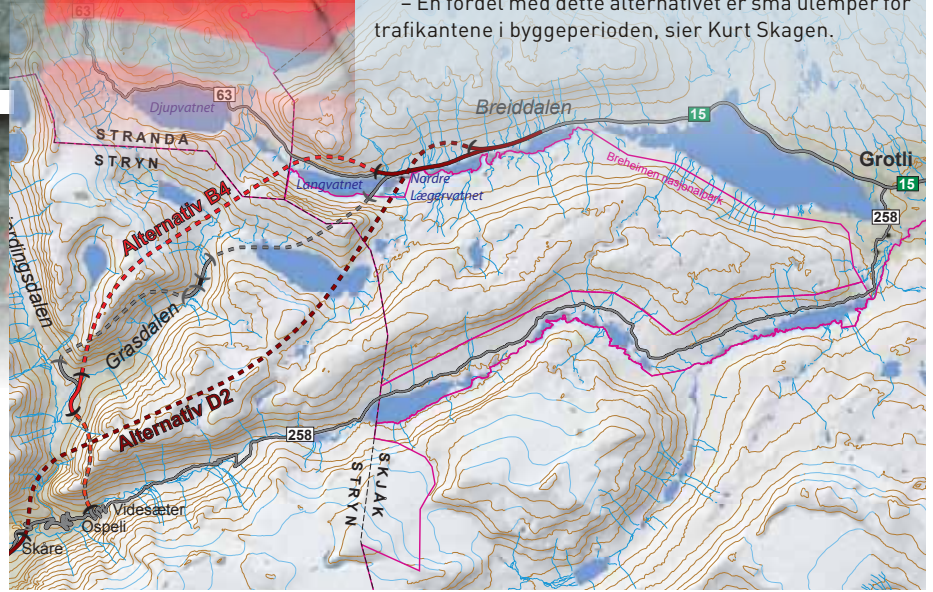 – En fordel med dette alternativet er små ulemper for
trafikantene i byggeperioden, sier Kurt Skagen.
63
63
Djupvatnet
Breiddalen
15
STRANDA
STRYN
Grotli
15
Breheimen nasjonalpark
Langvatnet
Nordre
Lægervatnet
Alternativ B4
258
Grasdalen
Alternativ D2
258
SKJÅK
STRYN
Videsæter
Ospeli
Skåre